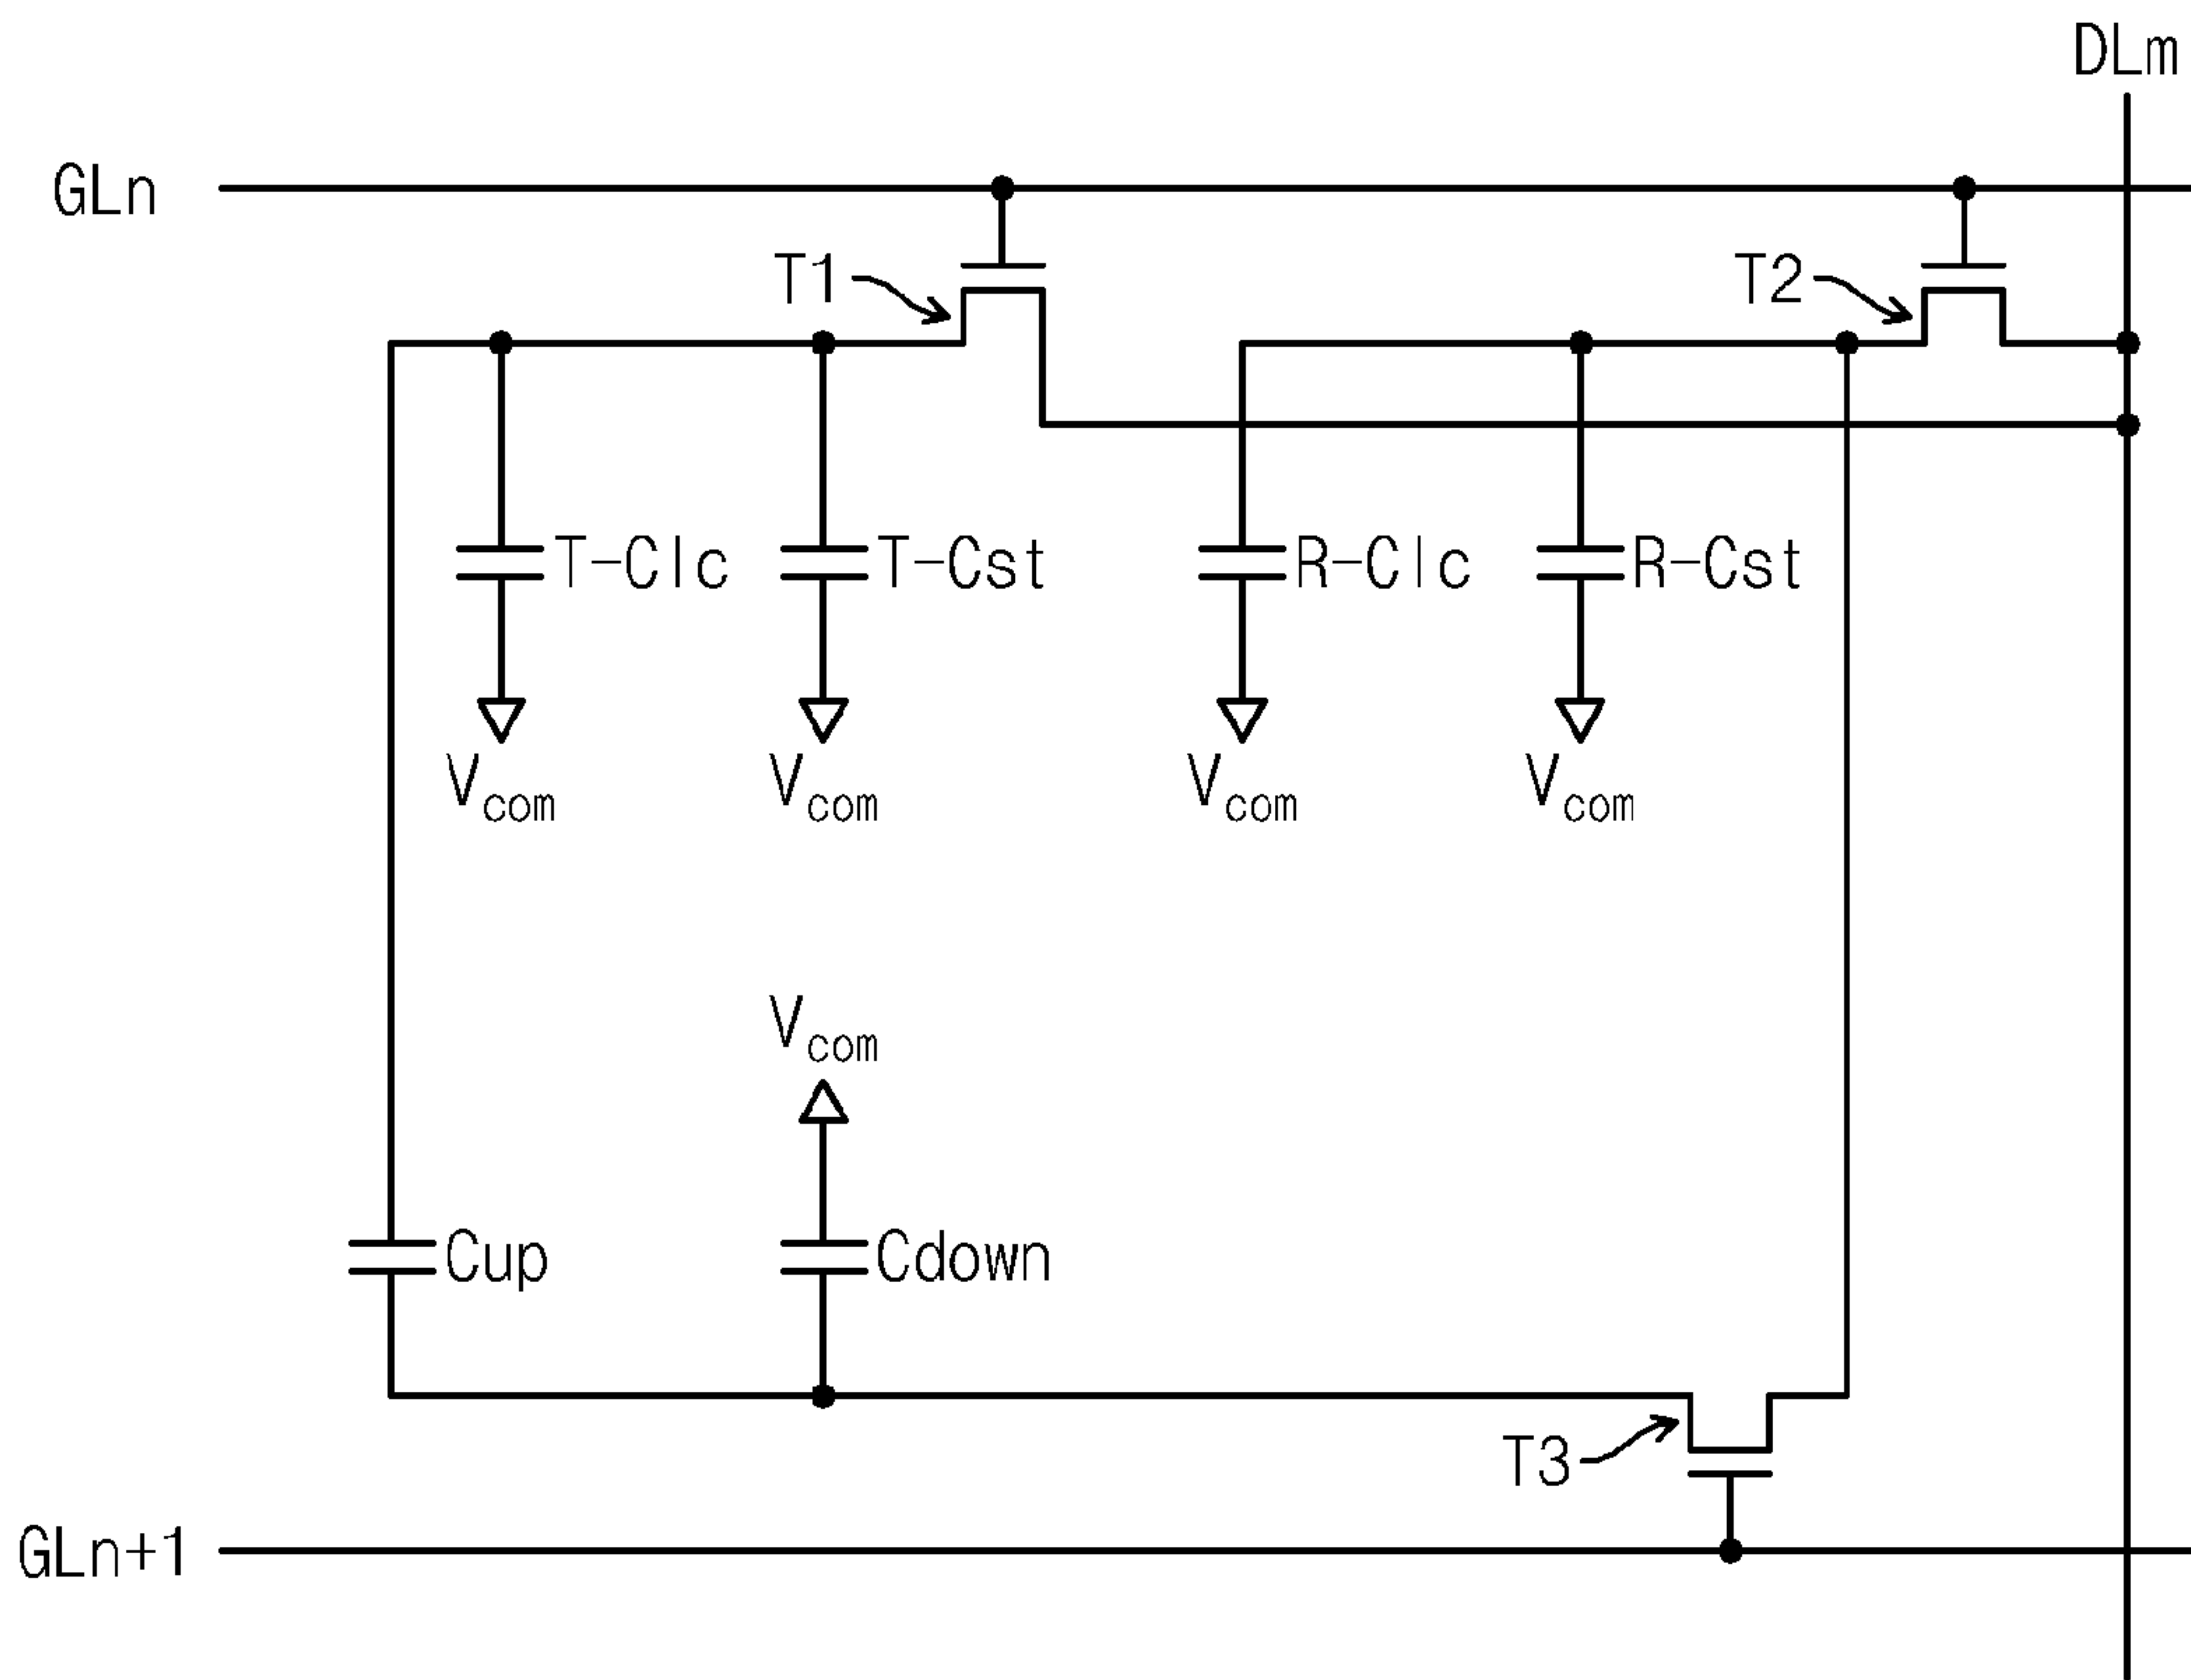 DLm
GLn
T1
T2
T-Clc
T-Cst
R-Clc
R-Cst
Vcom
Vcom
Vcom
Vcom
Vcom
Cup
Cdown
T3
GLn+1